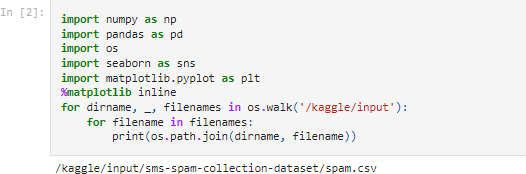 In [2]:
import numpy as np
import pandas as pd
import os
import seaborn as sns
import matplotlib.pyplot as plt
%matplotlib inline
for dirname, _, filenames in os.walk('/kaggle/input'):
    for filename in filenames:
        print(os.path.join(dirname, filename))
/kaggle/input/sms-spam-collection-dataset/spam.csv